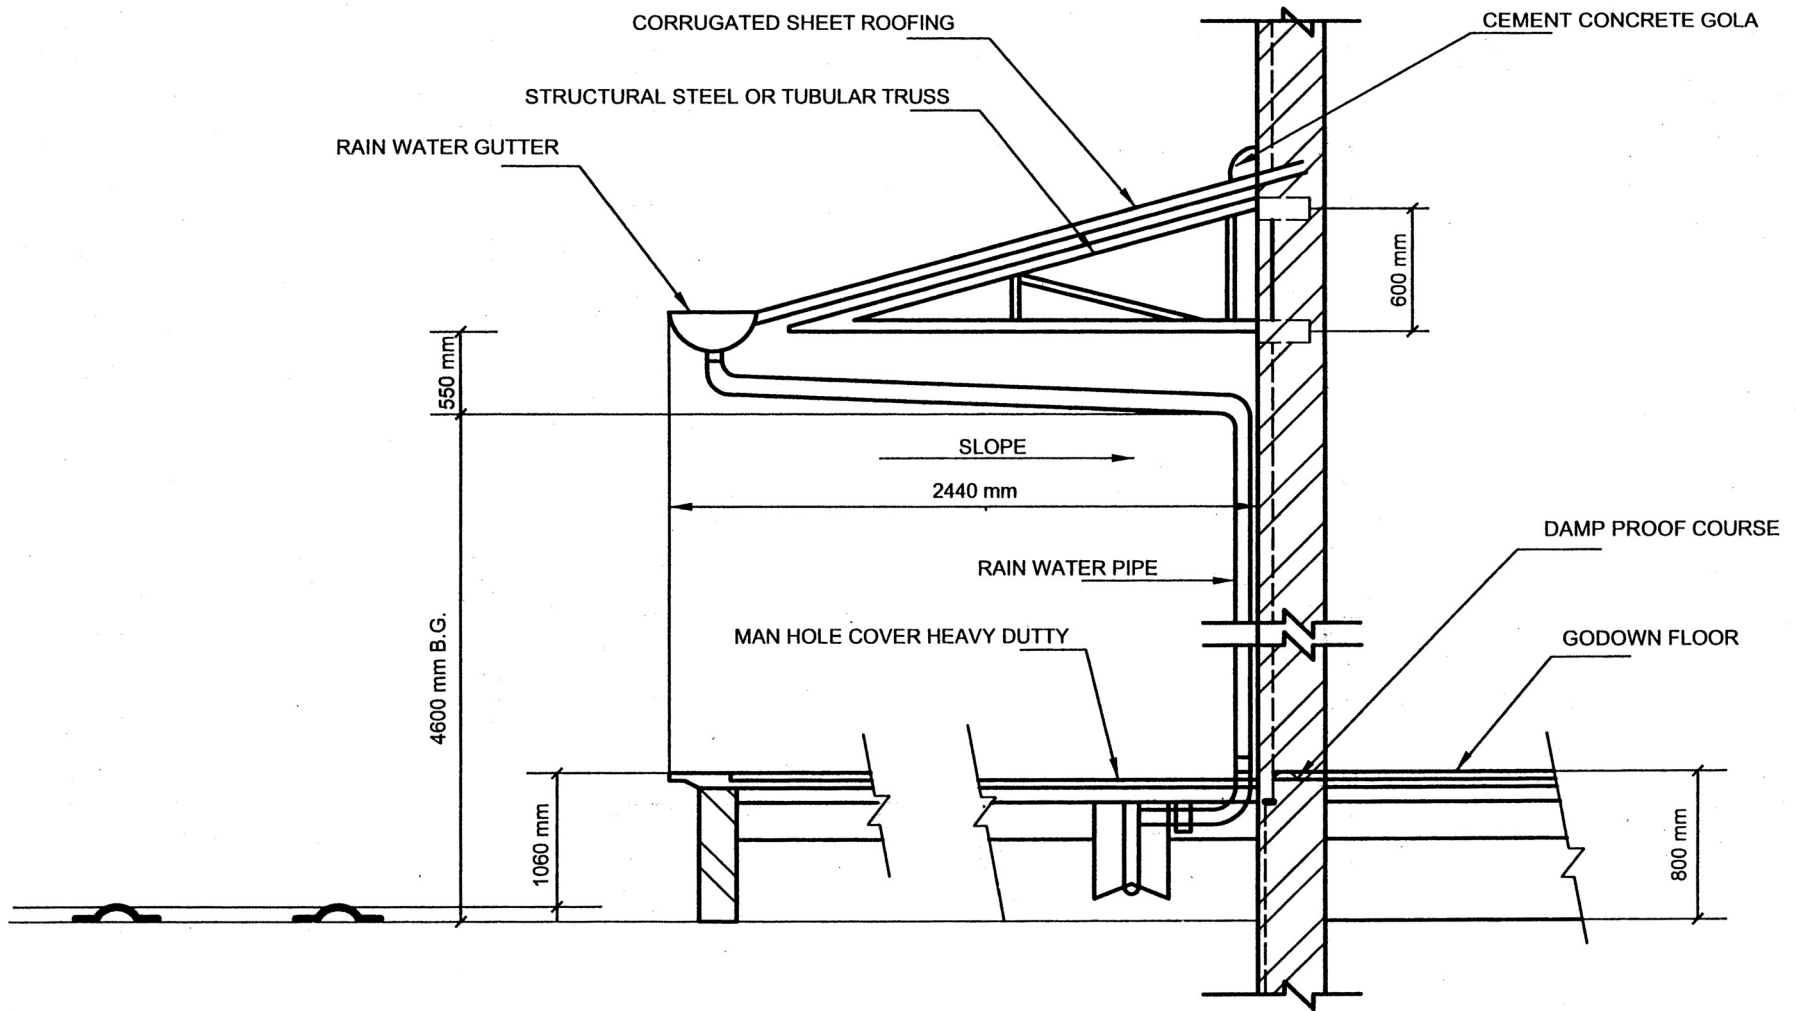 CORRUGATED SHEET ROOFING
CEMENT CONCRETE GOLA
STRUCTURAL STEEL OR TUBULAR TRUSS
RAIN WATER GUTTER
600 mm
550 mm
SLOPE
2440 mm
DAMP PROOF COURSE
RAIN WATER PIPE
MAN HOLE COVER HEAVY DUTTY
GODOWN FLOOR
4600 mm B.G.
1060 mm
800 mm